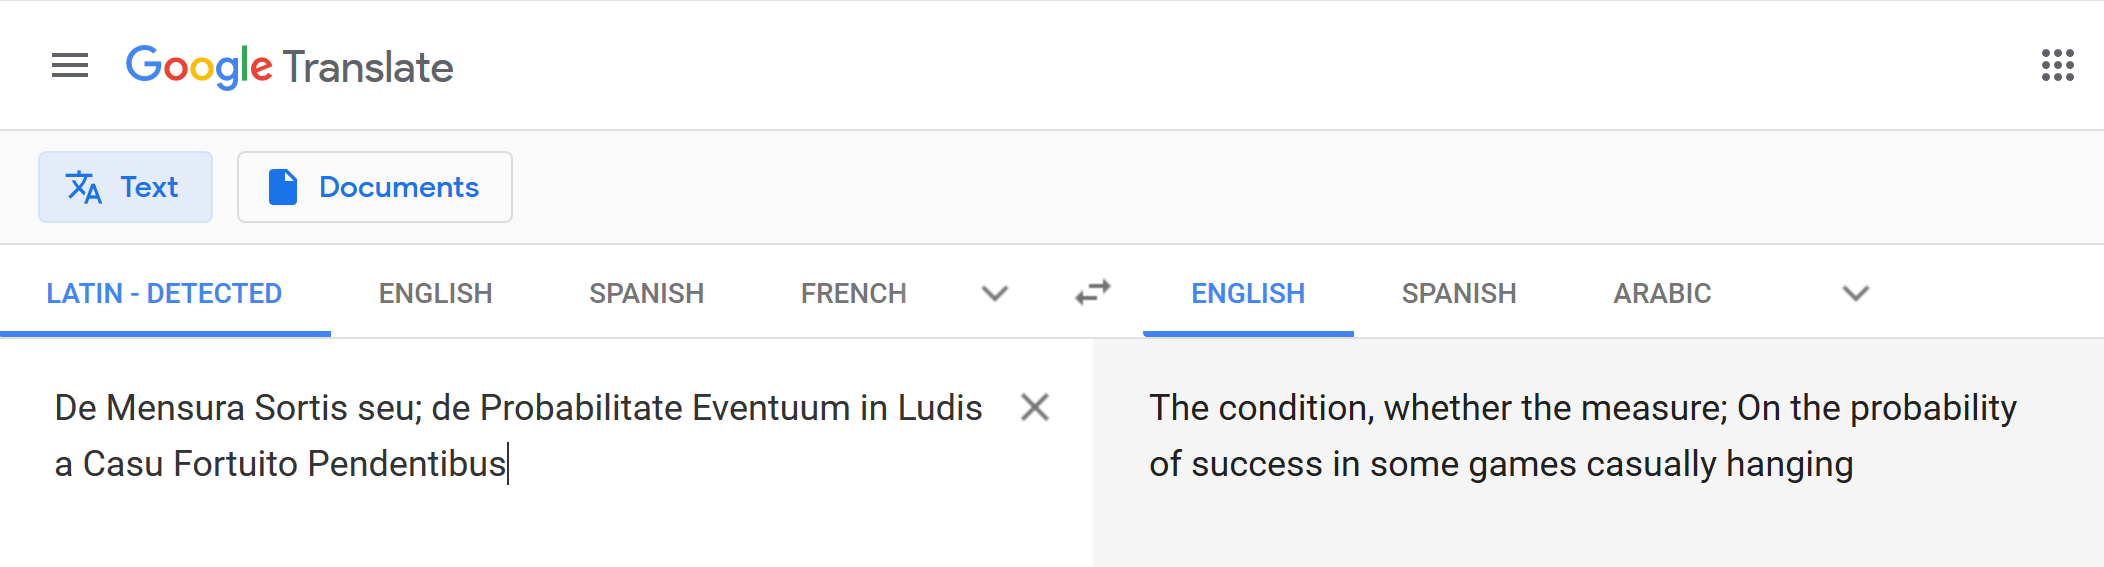 Google Translate
Text
Documents
LATIN - DETECTED
ENGLISH
SPANISH
FRENCH
ENGLISH
SPANISH
ARABIC
De Mensura Sortis seu; de Probabilitate Eventuum in Ludis
a Casu Fortuito Pendentibus
The condition, whether the measure; On the probability
of success in some games casually hanging